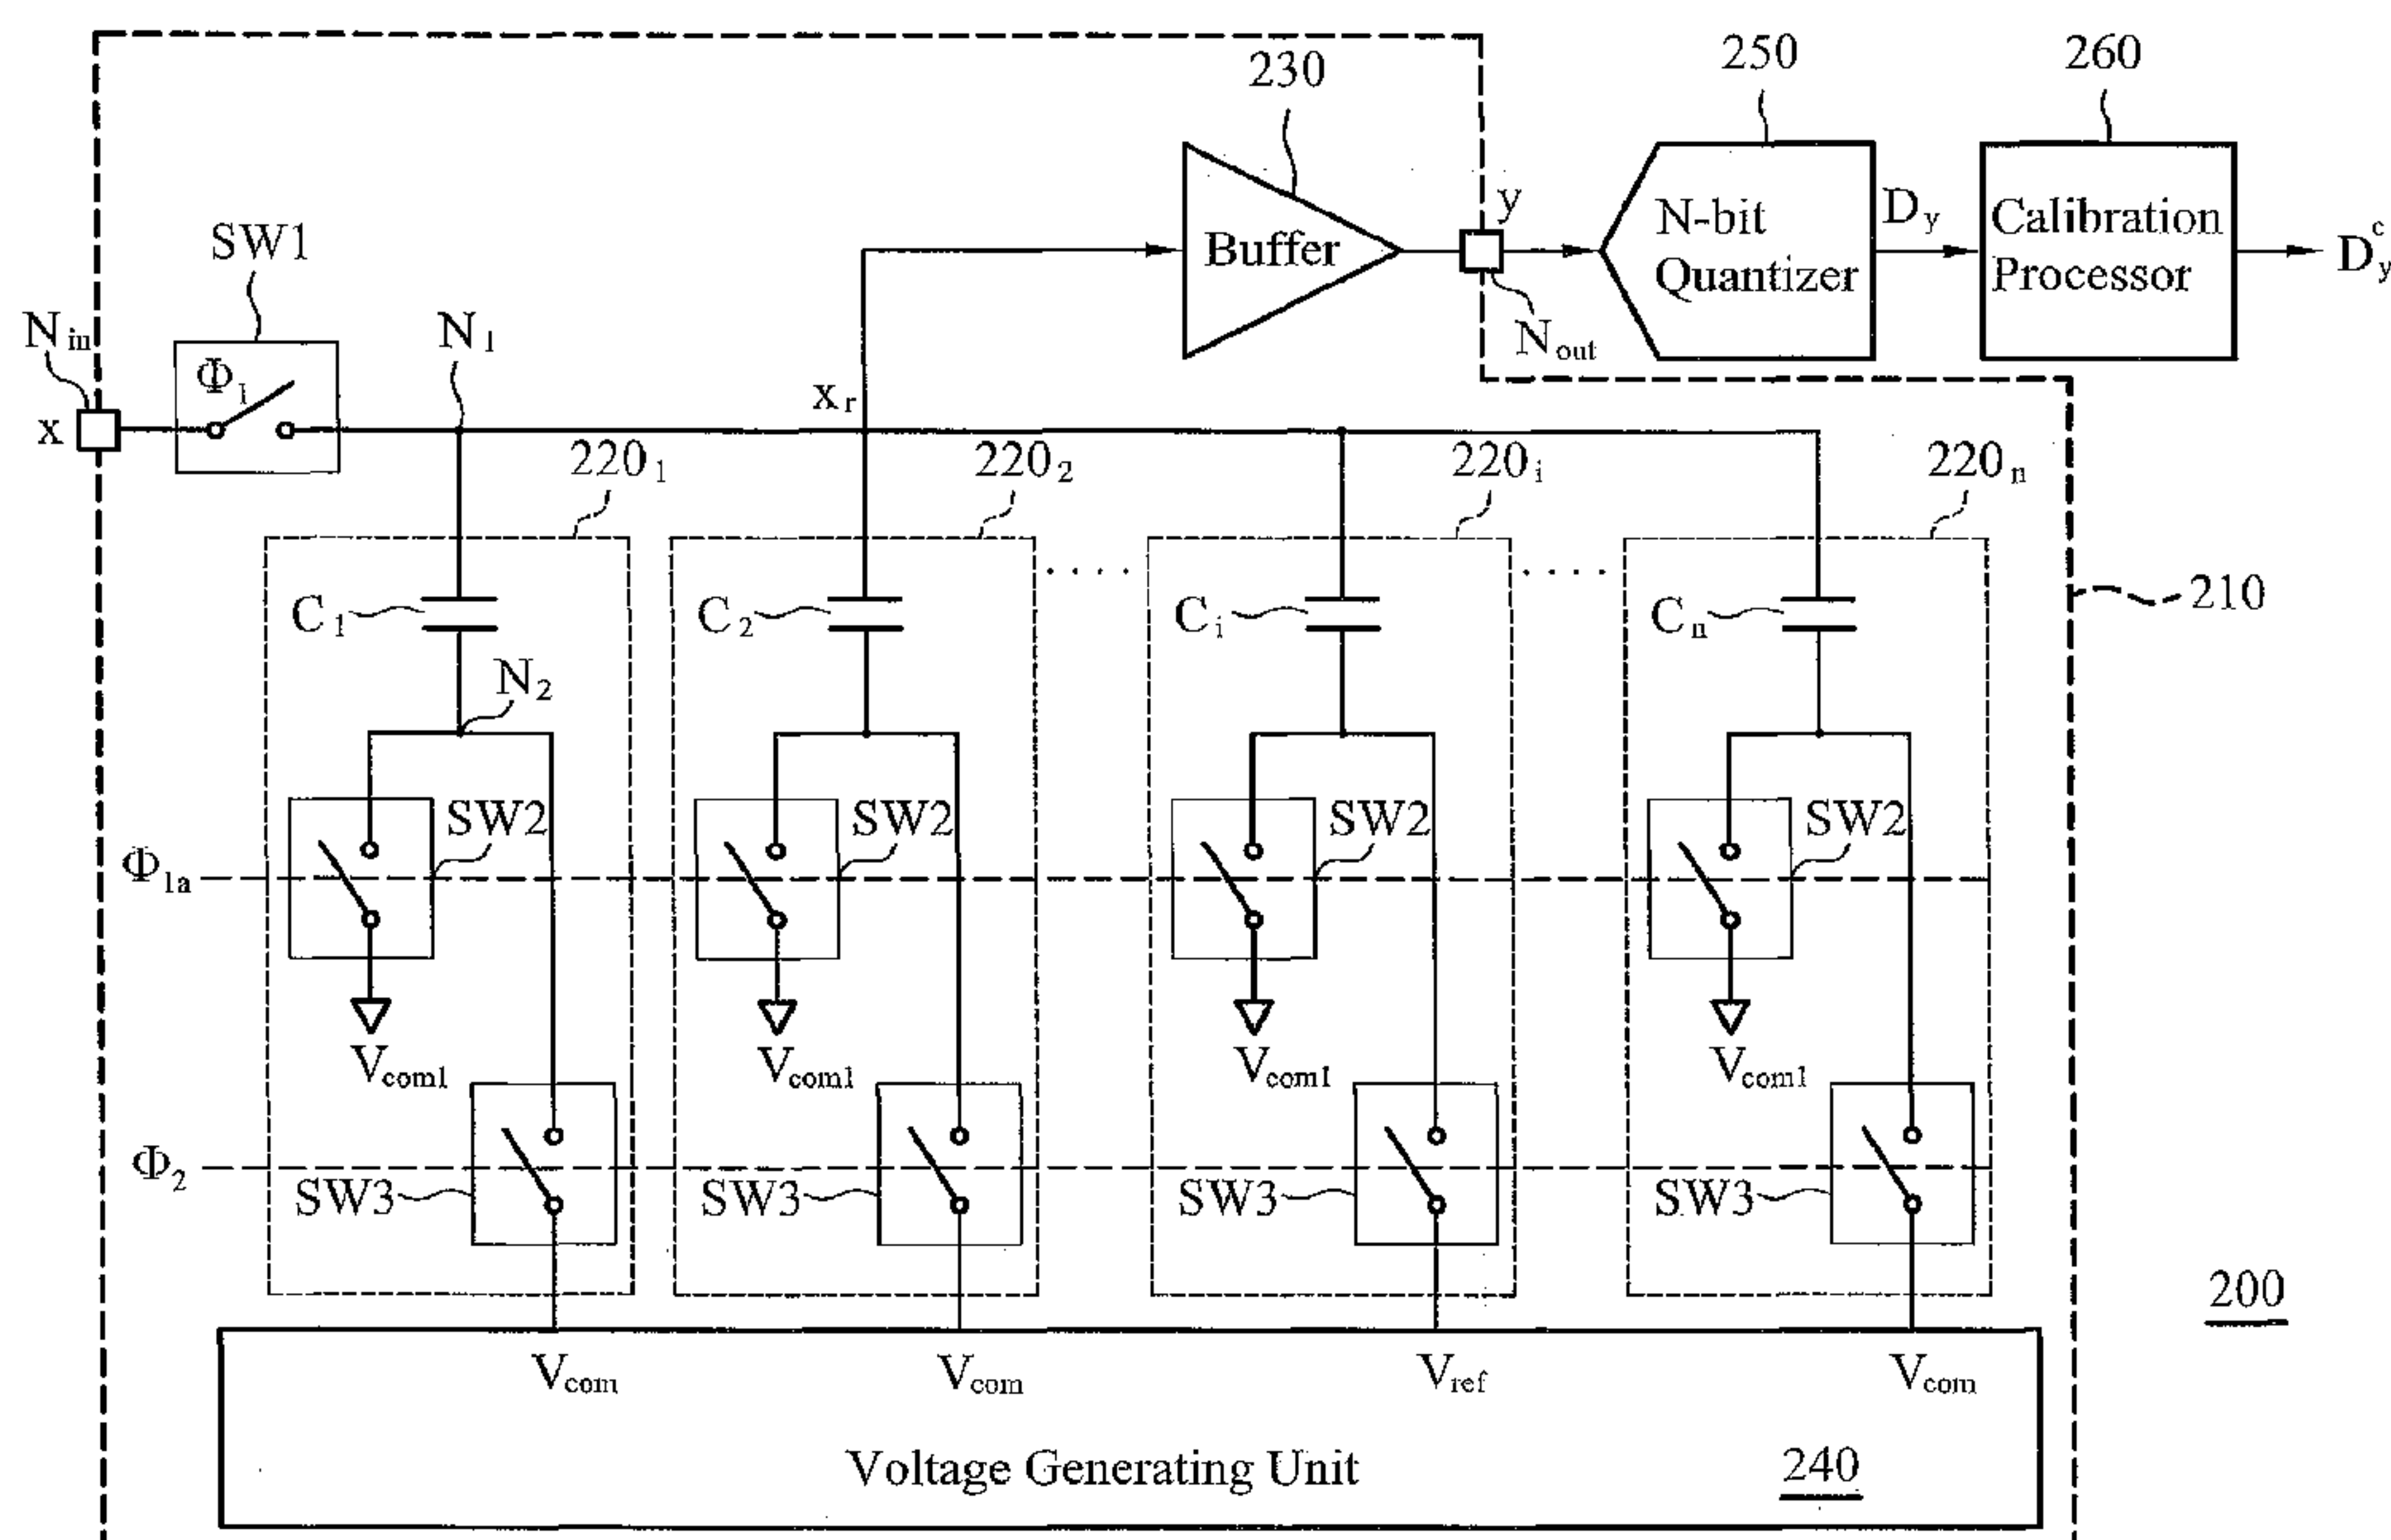 230
250
260
SW1
Buffer
y
N-bit
Quantizer
Dy
Calibration
Processor
D^c_y
Nin
Φ1
N1
Nout
x
xr
2201
2202
220i
220n
C1
C2
. . . .
Ci
. . . .
Cn
210
N2
SW2
SW2
SW2
SW2
Φ1a
Vcom1
Vcom1
Vcom1
Vcom1
Φ2
SW3
SW3
SW3
SW3
200
Vcom
Vcom
Vref
Vcom
Voltage Generating Unit
240